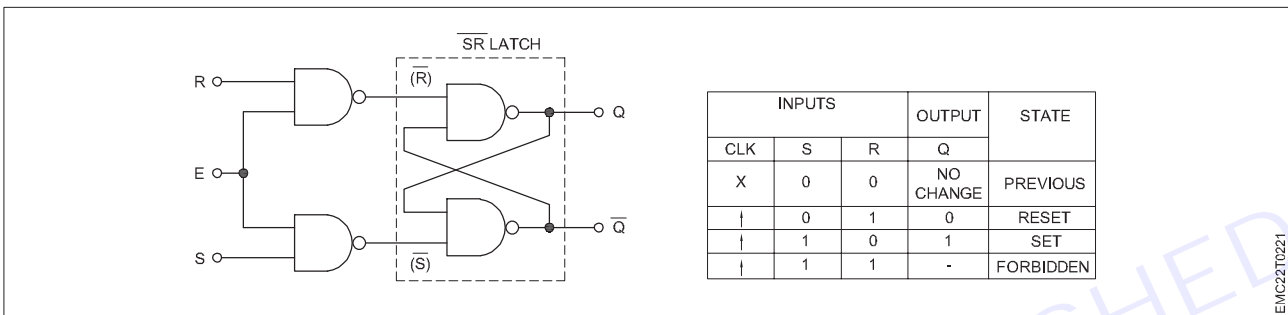 SR LATCH
R
(R)
Q
E
S
(S)
Q
INPUTS OUTPUT STATE
CLK S R Q
X 0 0 NO CHANGE PREVIOUS
↑ 0 1 0 RESET
↑ 1 0 1 SET
↑ 1 1 - FORBIDDEN
EMC22T0221
SHED